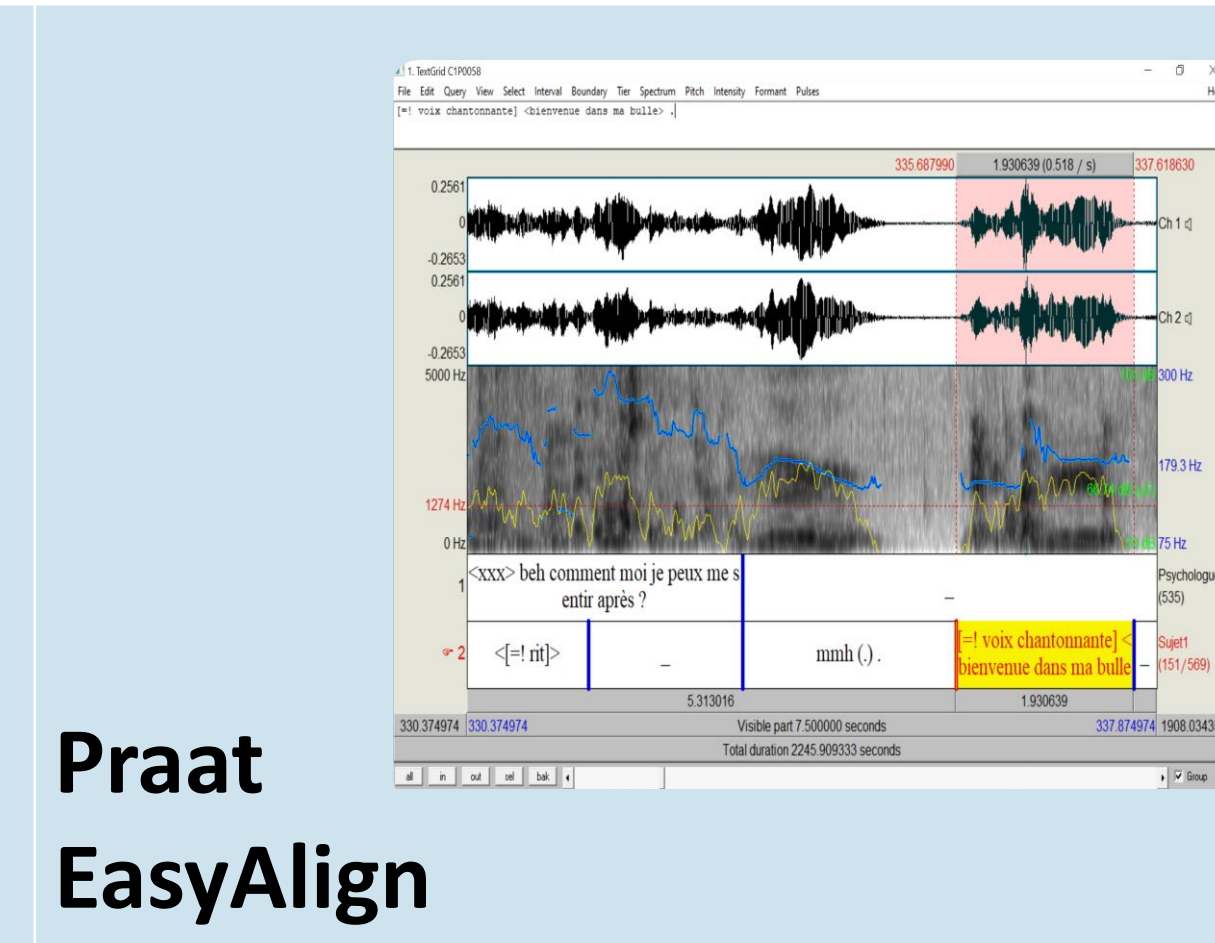 1. TextGrid C1P0058
File Edit Query View Select Interval Boundary Tier Spectrum Pitch Intensity Formant Pulses
[=! voix chantonnante] <bienvenue dans ma bulle> .
335.687990 1.930639 (0.518 / s) 337.618630
0.2561
0
-0.2653
Ch 1
0.2561
0
-0.2653
Ch 2
5000 Hz
300 Hz
179.3 Hz
1274 Hz
0 Hz
75 Hz
1
<xxx> beh comment moi je peux me s
entir après ?
–
Psychologue
(535)
2
<[=! rit]>
–
mmh (.) .
[=! voix chantonnante] <
bienvenue dans ma bulle
–
Sujet1
(151/569)
5.313016 1.930639
330.374974 330.374974 Visible part 7.500000 seconds 337.874974
Total duration 2245.909333 seconds
all in out sel bak Group
Praat
EasyAlign